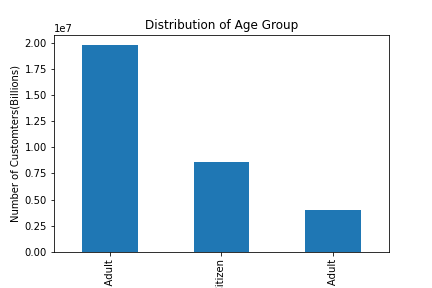 Distribution of Age Group
1e7
Number of Customters(Billions)
2.00
1.75
1.50
1.25
1.00
0.75
0.50
0.25
0.00
Adult
itizen
Adult